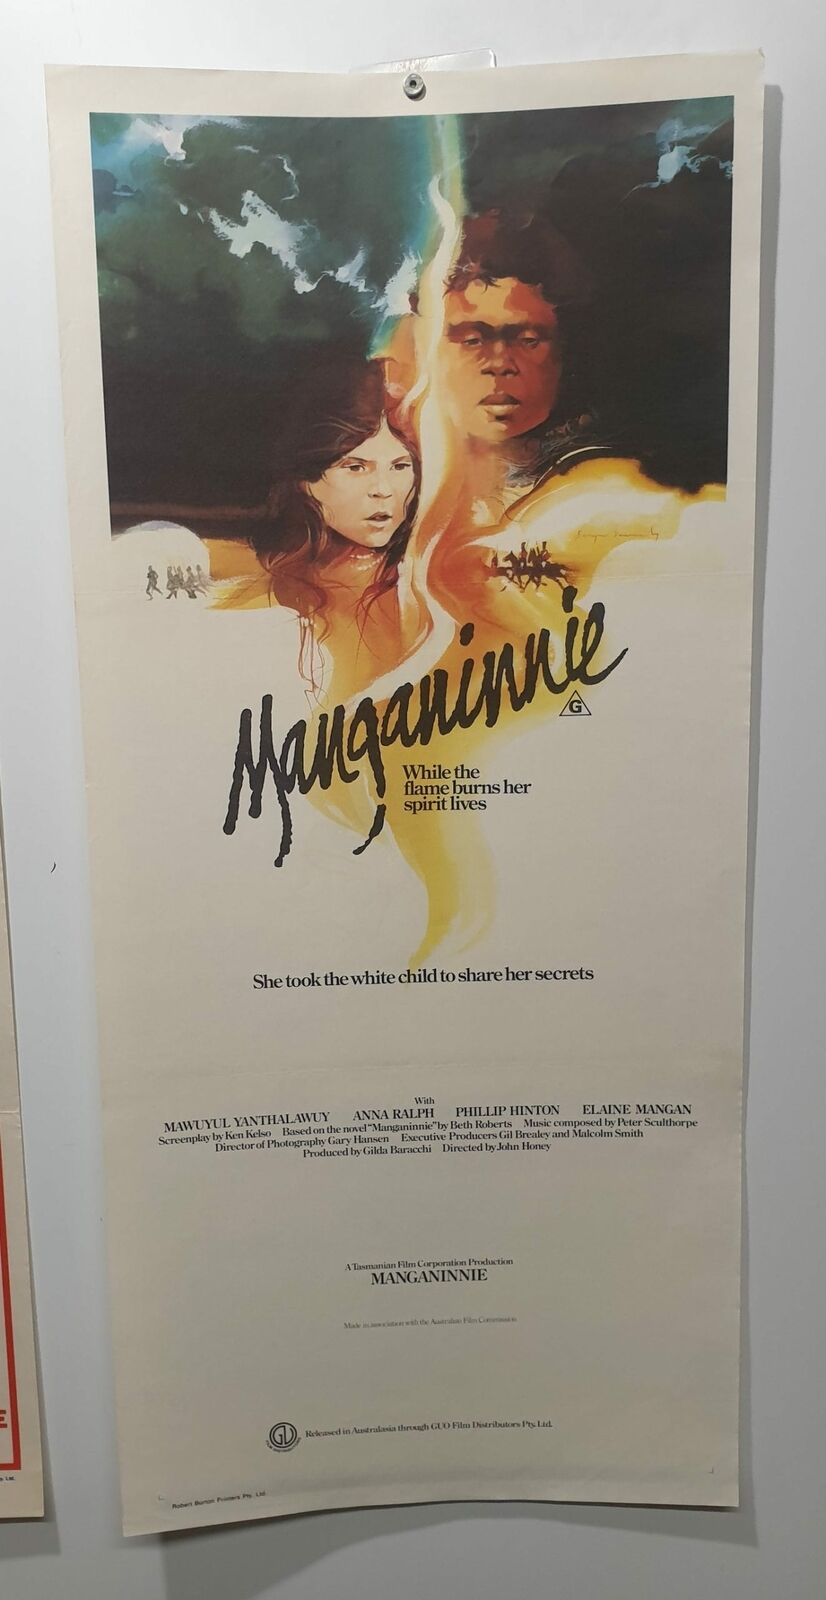 Manganinnie
G
While the
flame burns her
spirit lives
She took the white child to share her secrets
With
MAWUYUL YANTHALAWUY ANNA RALPH PHILLIP HINTON ELAINE MANGAN
Screenplay by Ken Kelso Based on the novel "Manganinnie" by Beth Roberts Music composed by Peter Sculthorpe
Director of Photography Gary Hansen Executive Producers Gil Brealey and Malcolm Smith
Produced by Gilda Baracchi Directed by John Honey
A Tasmanian Film Corporation Production
MANGANINNIE
Made in association with the Australian Film Commission
GU
Released in Australasia through GUO Film Distributors Pty. Ltd.
Robert Burton Printers Pty. Ltd.
E
Ltd.